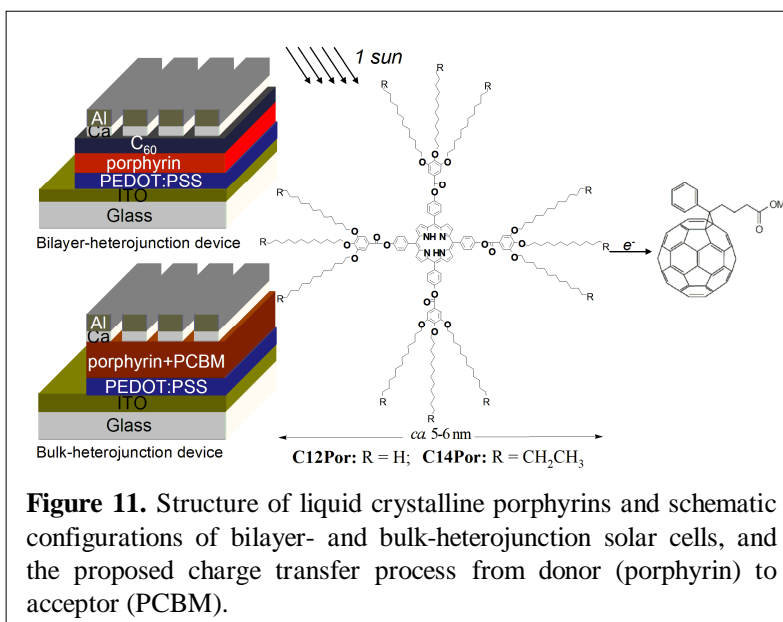 1 sun
Al
Ca
C60
porphyrin
PEDOT:PSS
ITO
Glass
Bilayer-heterojunction device
Al
Ca
porphyrin+PCBM
PEDOT:PSS
ITO
Glass
Bulk-heterojunction device
R
R
R
O
O
O
O
O
R
R
R
O
O
O
O
O
NH
N
N
HN
O
O
O
O
O
R
R
R
O
O
O
O
O
R
R
R
e-
OM
O
ca. 5-6 nm
C12Por: R = H; C14Por: R = CH2CH3
Figure 11. Structure of liquid crystalline porphyrins and schematic
configurations of bilayer- and bulk-heterojunction solar cells, and
the proposed charge transfer process from donor (porphyrin) to
acceptor (PCBM).